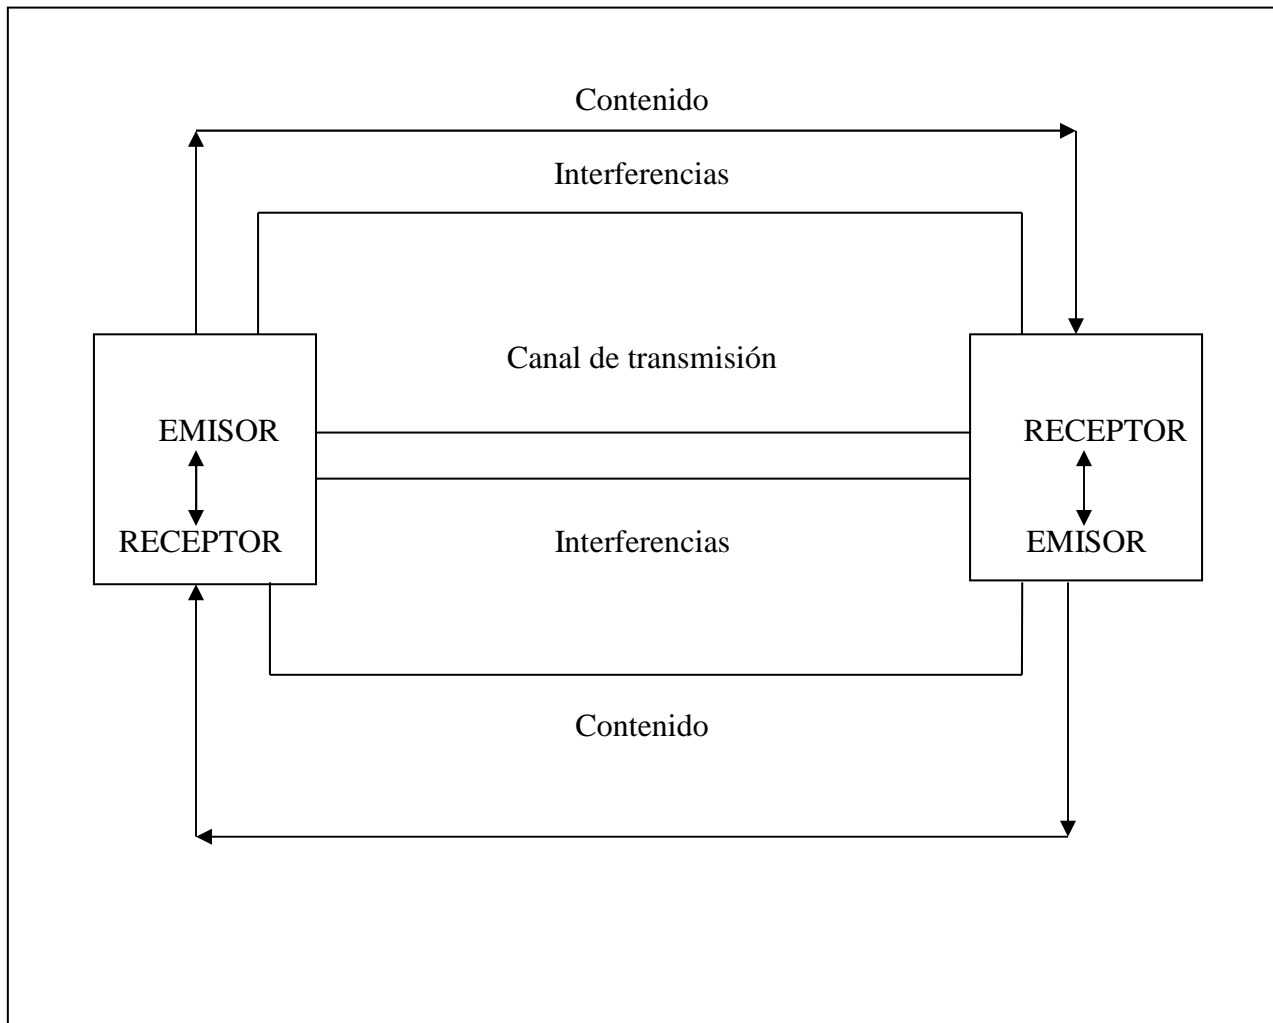 Contenido
Interferencias
Canal de transmisión
EMISOR
RECEPTOR
RECEPTOR
EMISOR
Interferencias
Contenido